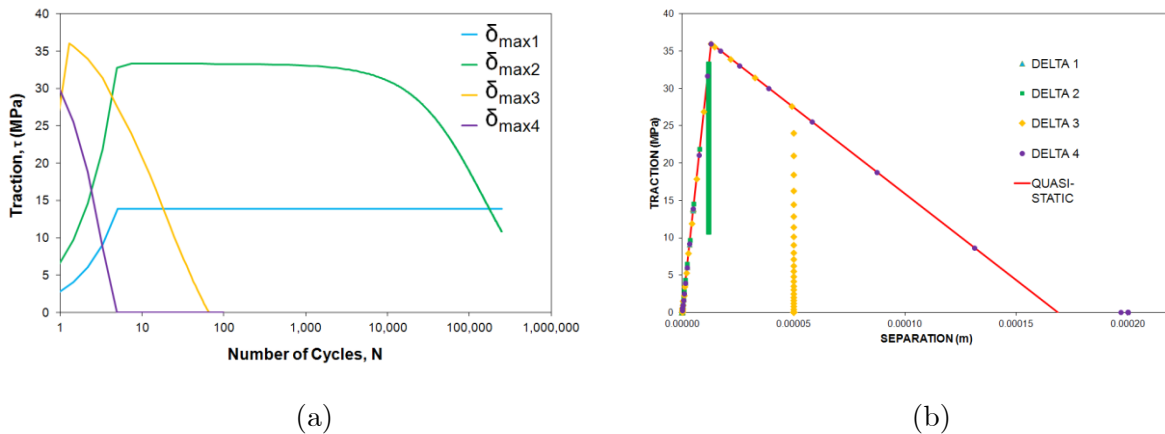 40
35
30
25
20
15
10
5
0
Traction, τ (MPa)
1 10 100 1,000 10,000 100,000 1,000,000
Number of Cycles, N
δ̄max1
δ̄max2
δ̄max3
δ̄max4
(a)
40
35
30
25
20
15
10
5
0
TRACTION (MPa)
0.00000 0.00005 0.00010 0.00015 0.00020
SEPARATION (m)
DELTA 1
DELTA 2
DELTA 3
DELTA 4
QUASI-
STATIC
(b)